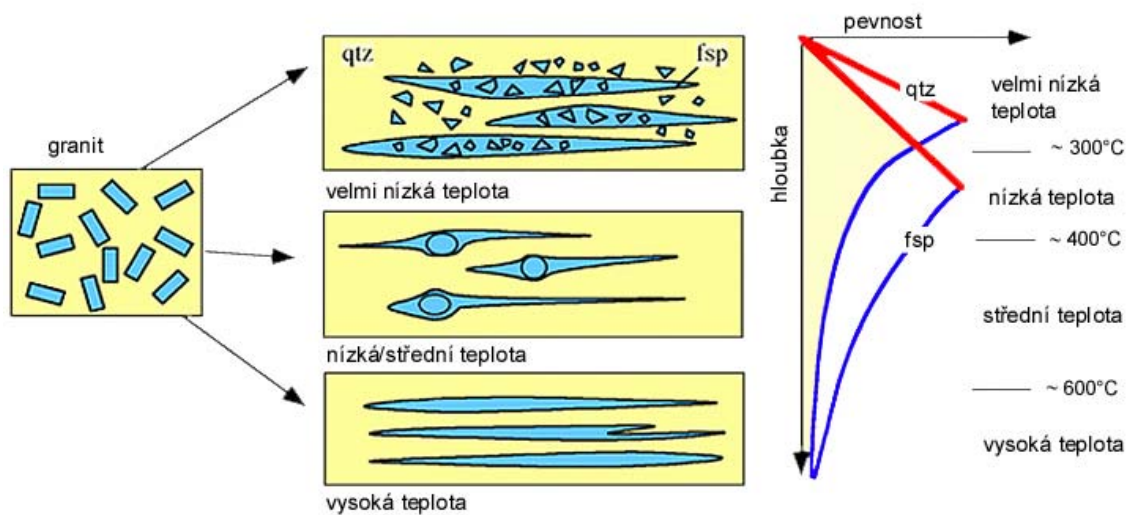 granit
qtz
fsp
velmi nízká teplota
nízká/střední teplota
vysoká teplota
pevnost
hloubka
qtz
fsp
velmi nízká
teplota
~ 300°C
nízká teplota
~ 400°C
střední teplota
~ 600°C
vysoká teplota